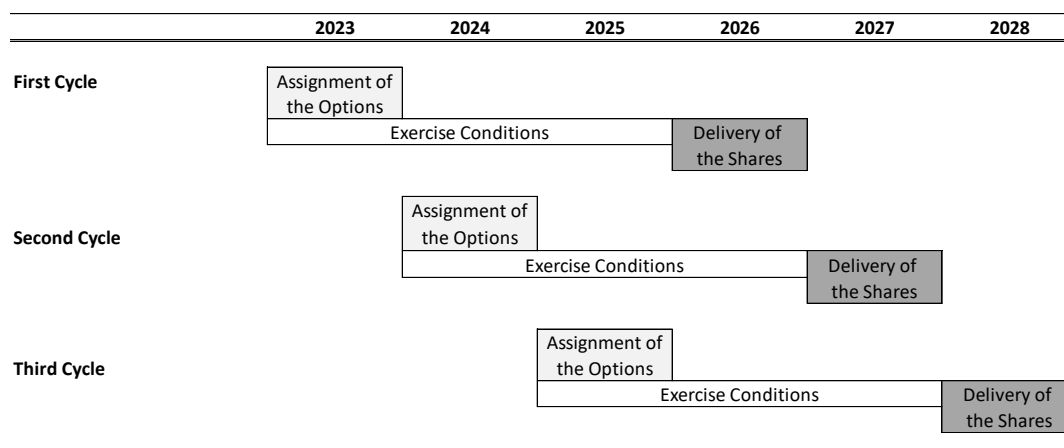 2023 2024 2025 2026 2027 2028
First Cycle
Assignment of
the Options
Exercise Conditions
Delivery of
the Shares
Second Cycle
Assignment of
the Options
Exercise Conditions
Delivery of
the Shares
Third Cycle
Assignment of
the Options
Exercise Conditions
Delivery of
the Shares